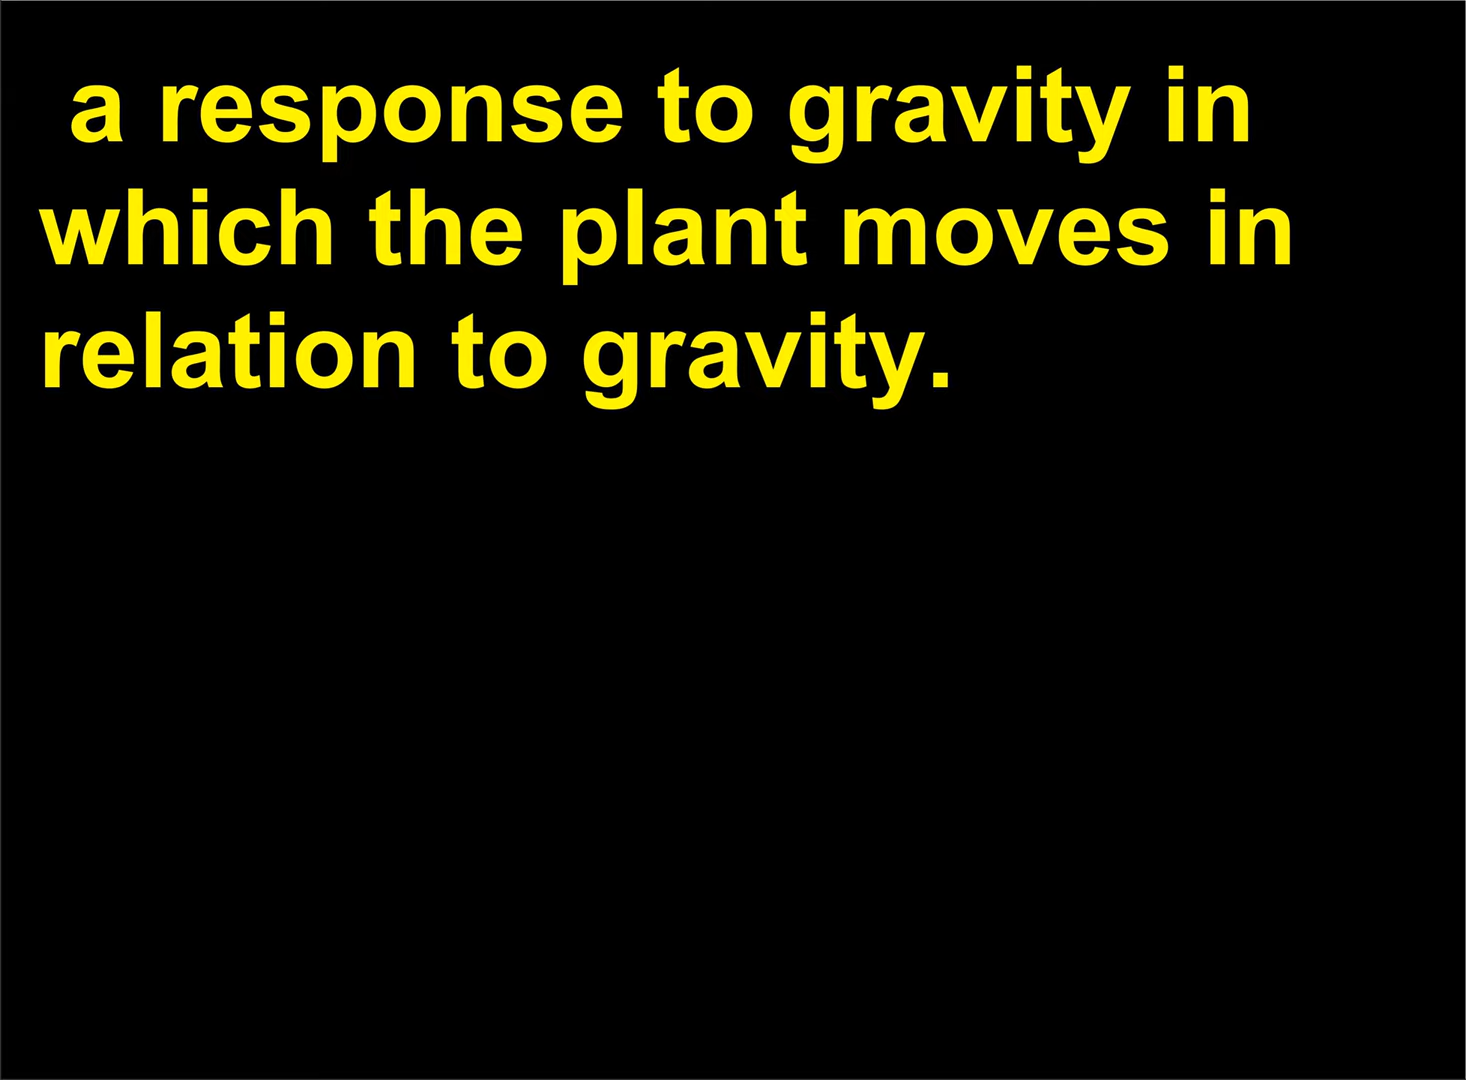 a response to gravity in
which the plant moves in
relation to gravity.